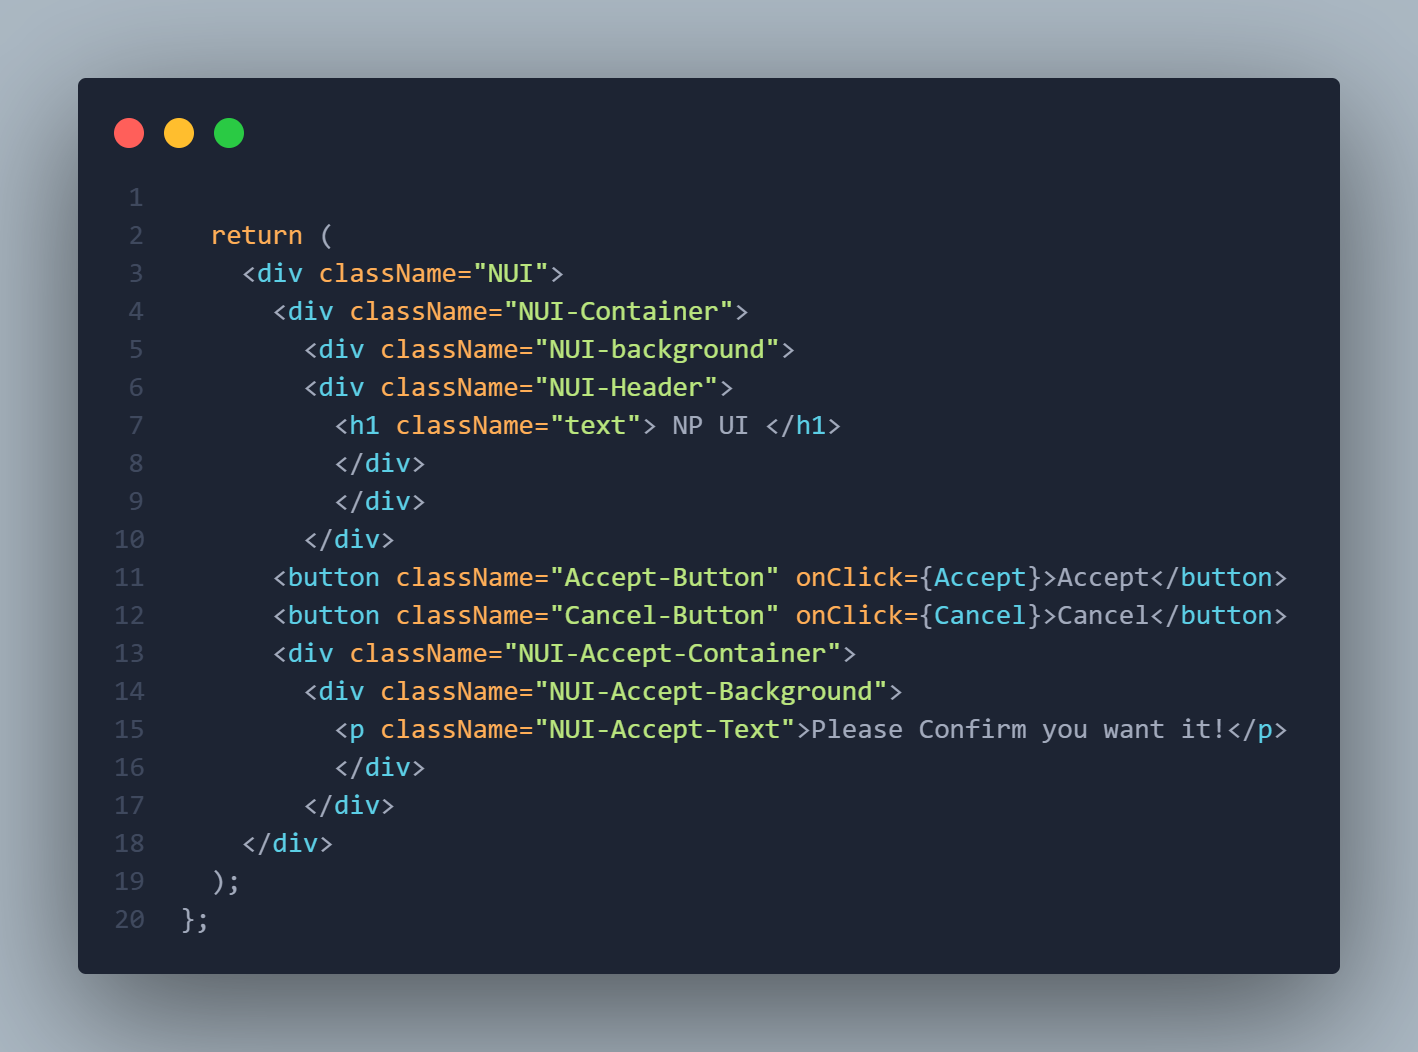 1
2 return (
3 <div className="NUI">
4 <div className="NUI-Container">
5 <div className="NUI-background">
6 <div className="NUI-Header">
7 <h1 className="text"> NP UI </h1>
8 </div>
9 </div>
10 </div>
11 <button className="Accept-Button" onClick={Accept}>Accept</button>
12 <button className="Cancel-Button" onClick={Cancel}>Cancel</button>
13 <div className="NUI-Accept-Container">
14 <div className="NUI-Accept-Background">
15 <p className="NUI-Accept-Text">Please Confirm you want it!</p>
16 </div>
17 </div>
18 </div>
19 );
20 };